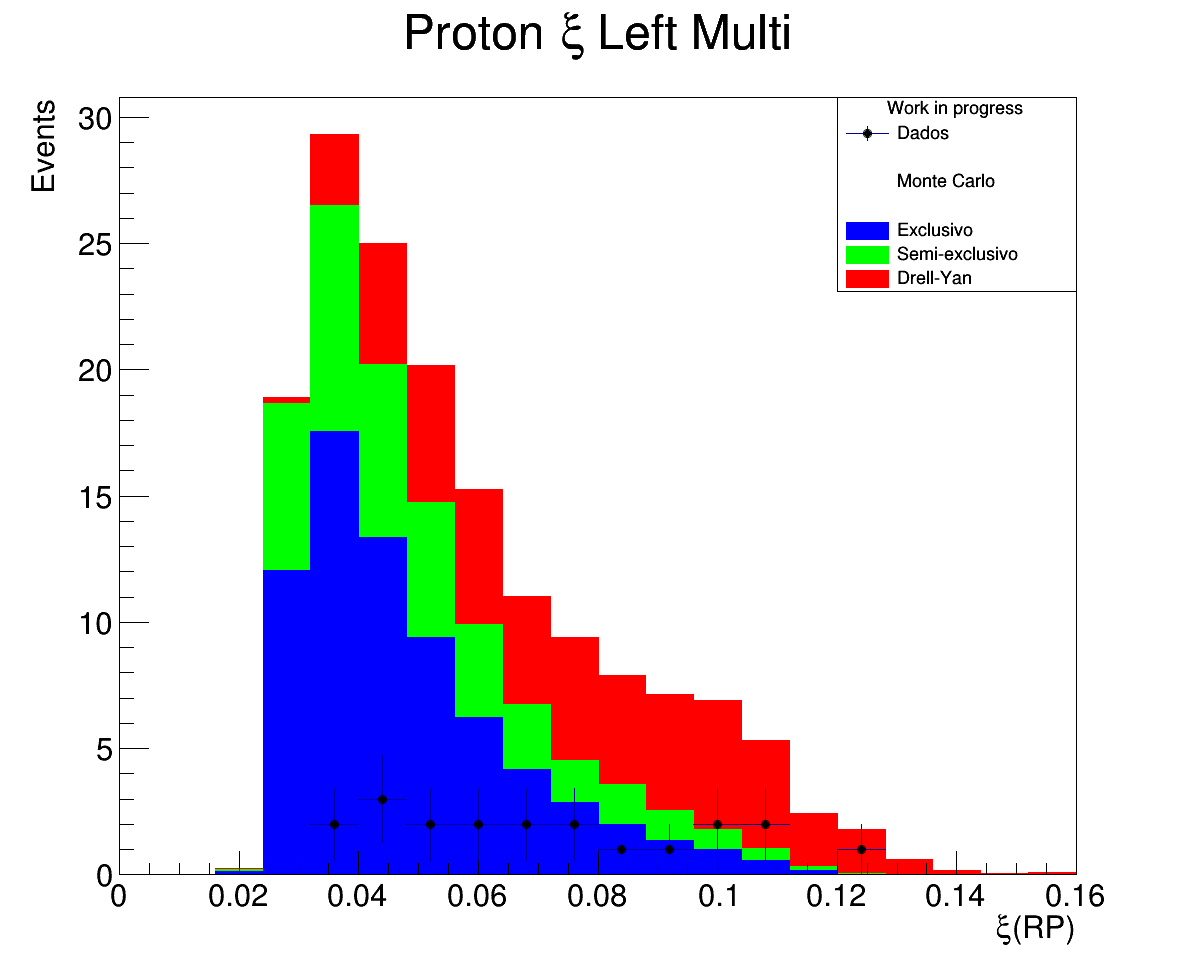 Proton ξ Left Multi
Events
30
25
20
15
10
5
0
0
0.02
0.04
0.06
0.08
0.1
0.12
0.14
0.16
ξ(RP)
Work in progress
Dados
Monte Carlo
Exclusivo
Semi-exclusivo
Drell-Yan